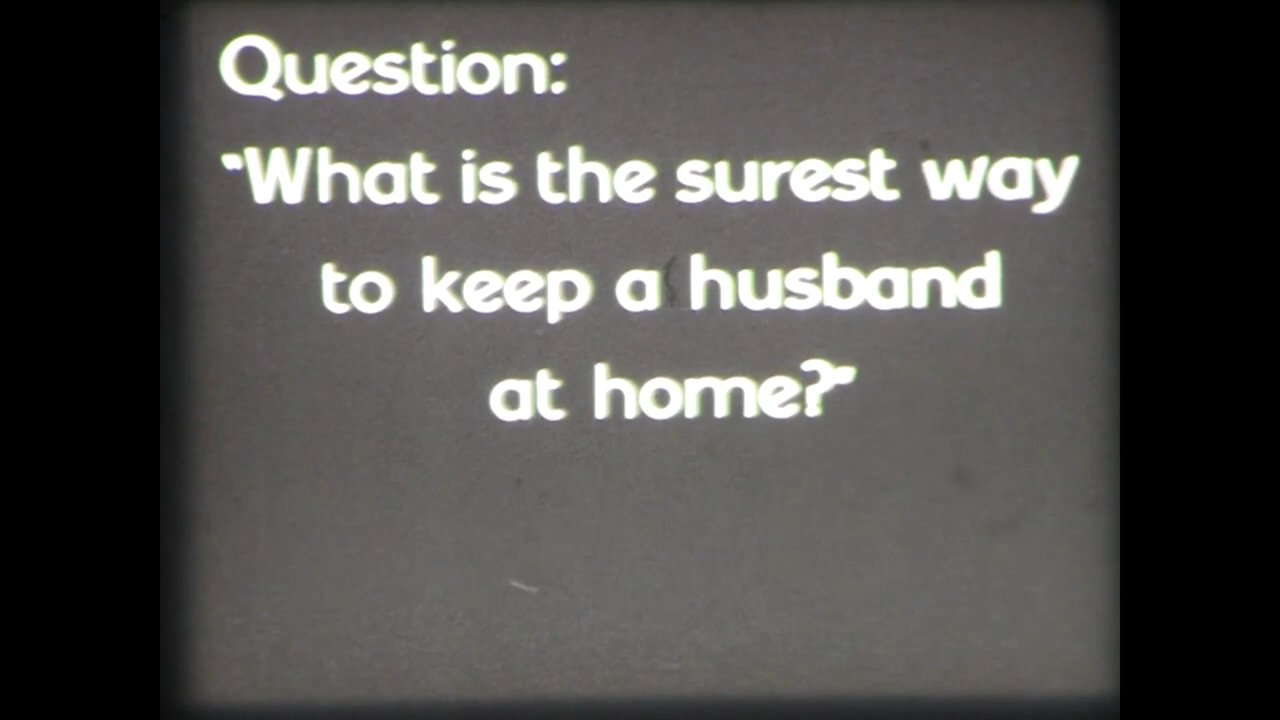 Question:
"What is the surest way
to keep a husband
at home?"